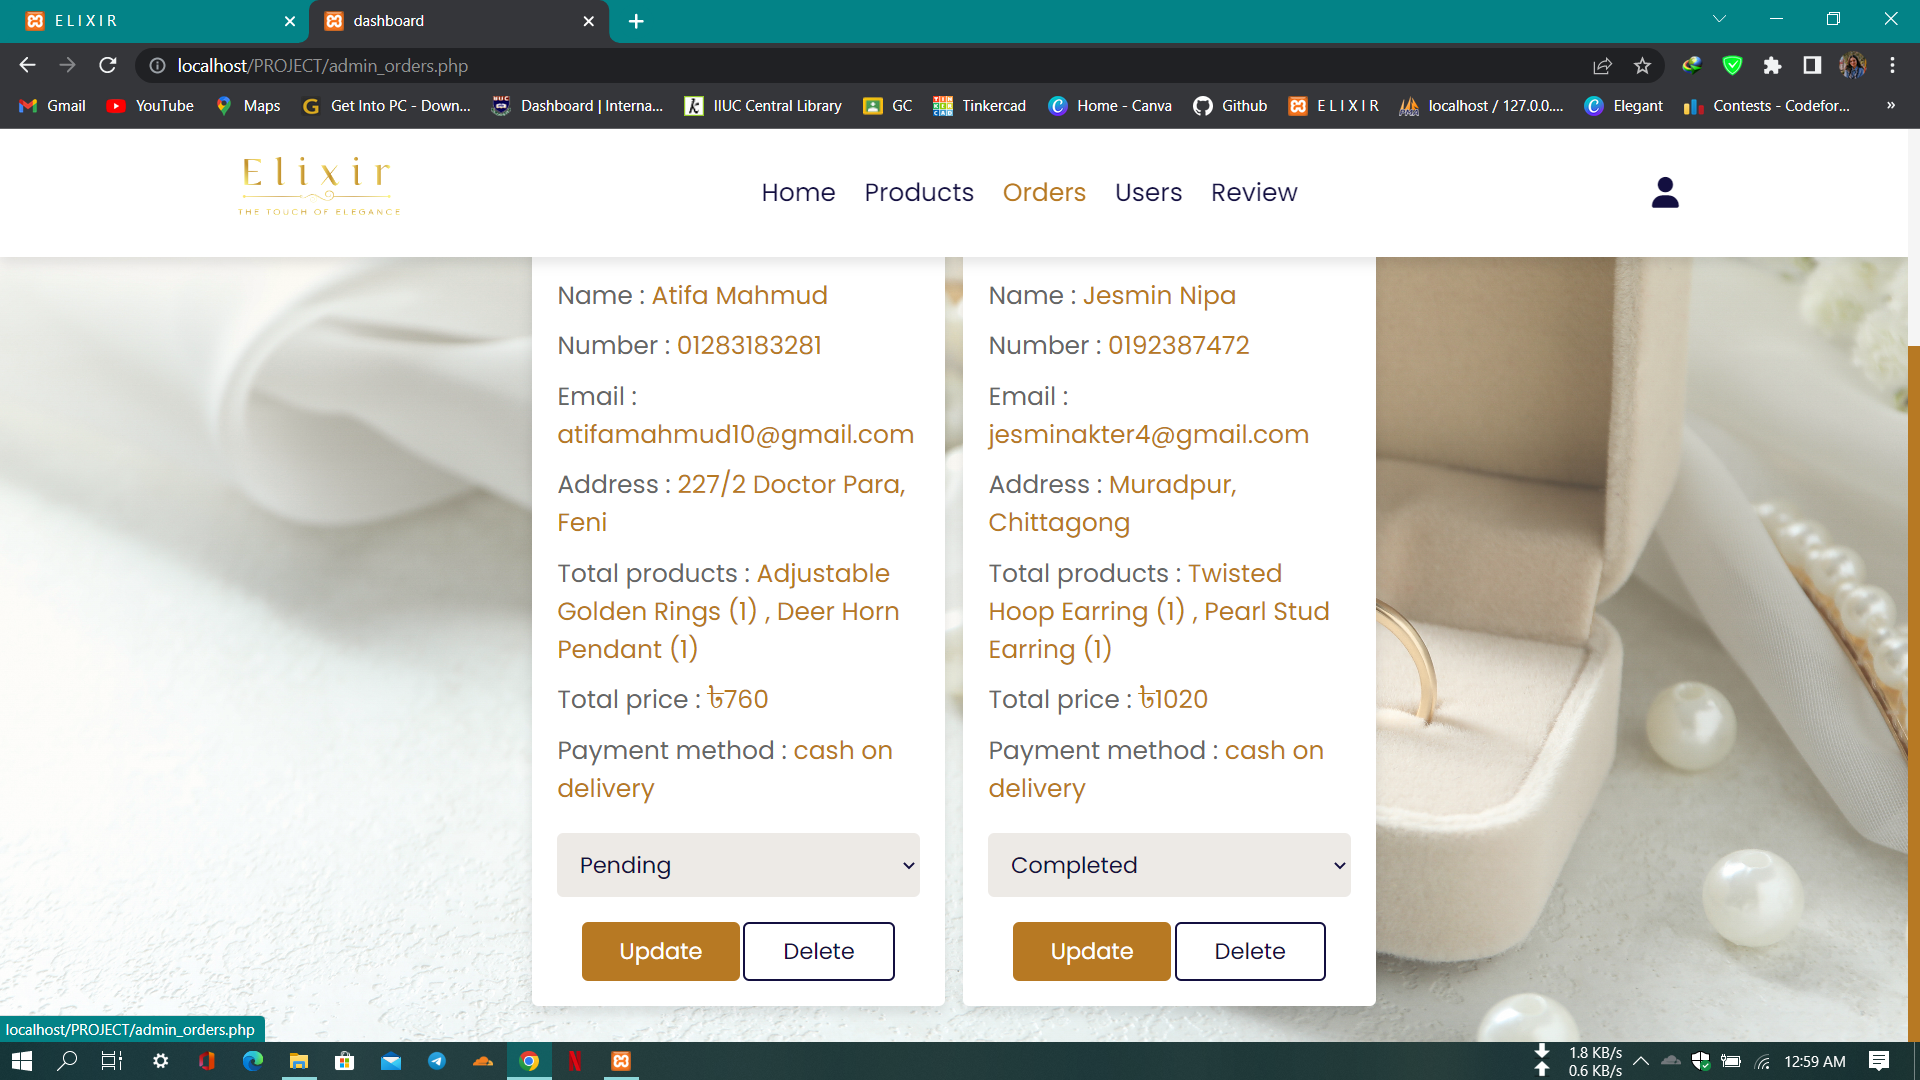 E L I X I R
dashboard
localhost/PROJECT/admin_orders.php
Gmail
YouTube
Maps
Get Into PC - Down...
Dashboard | Interna...
IIUC Central Library
GC
Tinkercad
Home - Canva
Github
E L I X I R
localhost / 127.0.0....
Elegant
Contests - Codefor...
»
Elixir
THE TOUCH OF ELEGANCE
Home
Products
Orders
Users
Review
Name : Atifa Mahmud
Number : 01283183281
Email :
atifamahmud10@gmail.com
Address : 227/2 Doctor Para,
Feni
Total products : Adjustable
Golden Rings (1) , Deer Horn
Pendant (1)
Total price : ৳760
Payment method : cash on
delivery
Pending
Update
Delete
Name : Jesmin Nipa
Number : 0192387472
Email :
jesminakter4@gmail.com
Address : Muradpur,
Chittagong
Total products : Twisted
Hoop Earring (1) , Pearl Stud
Earring (1)
Total price : ৳1020
Payment method : cash on
delivery
Completed
Update
Delete
localhost/PROJECT/admin_orders.php
1.8 KB/s
0.6 KB/s
12:59 AM